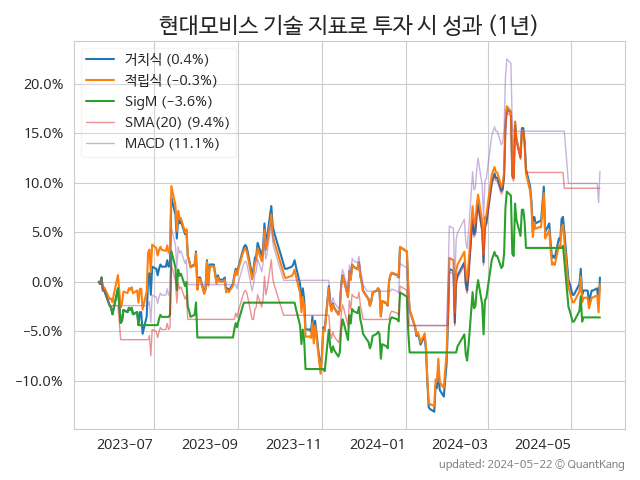 현대모비스 기술 지표로 투자 시 성과 (1년)
거치식 (0.4%)
적립식 (−0.3%)
SigM (−3.6%)
SMA(20) (9.4%)
MACD (11.1%)
20.0%
15.0%
10.0%
5.0%
0.0%
−5.0%
−10.0%
2023-07
2023-09
2023-11
2024-01
2024-03
2024-05
updated: 2024-05-22 © QuantKang